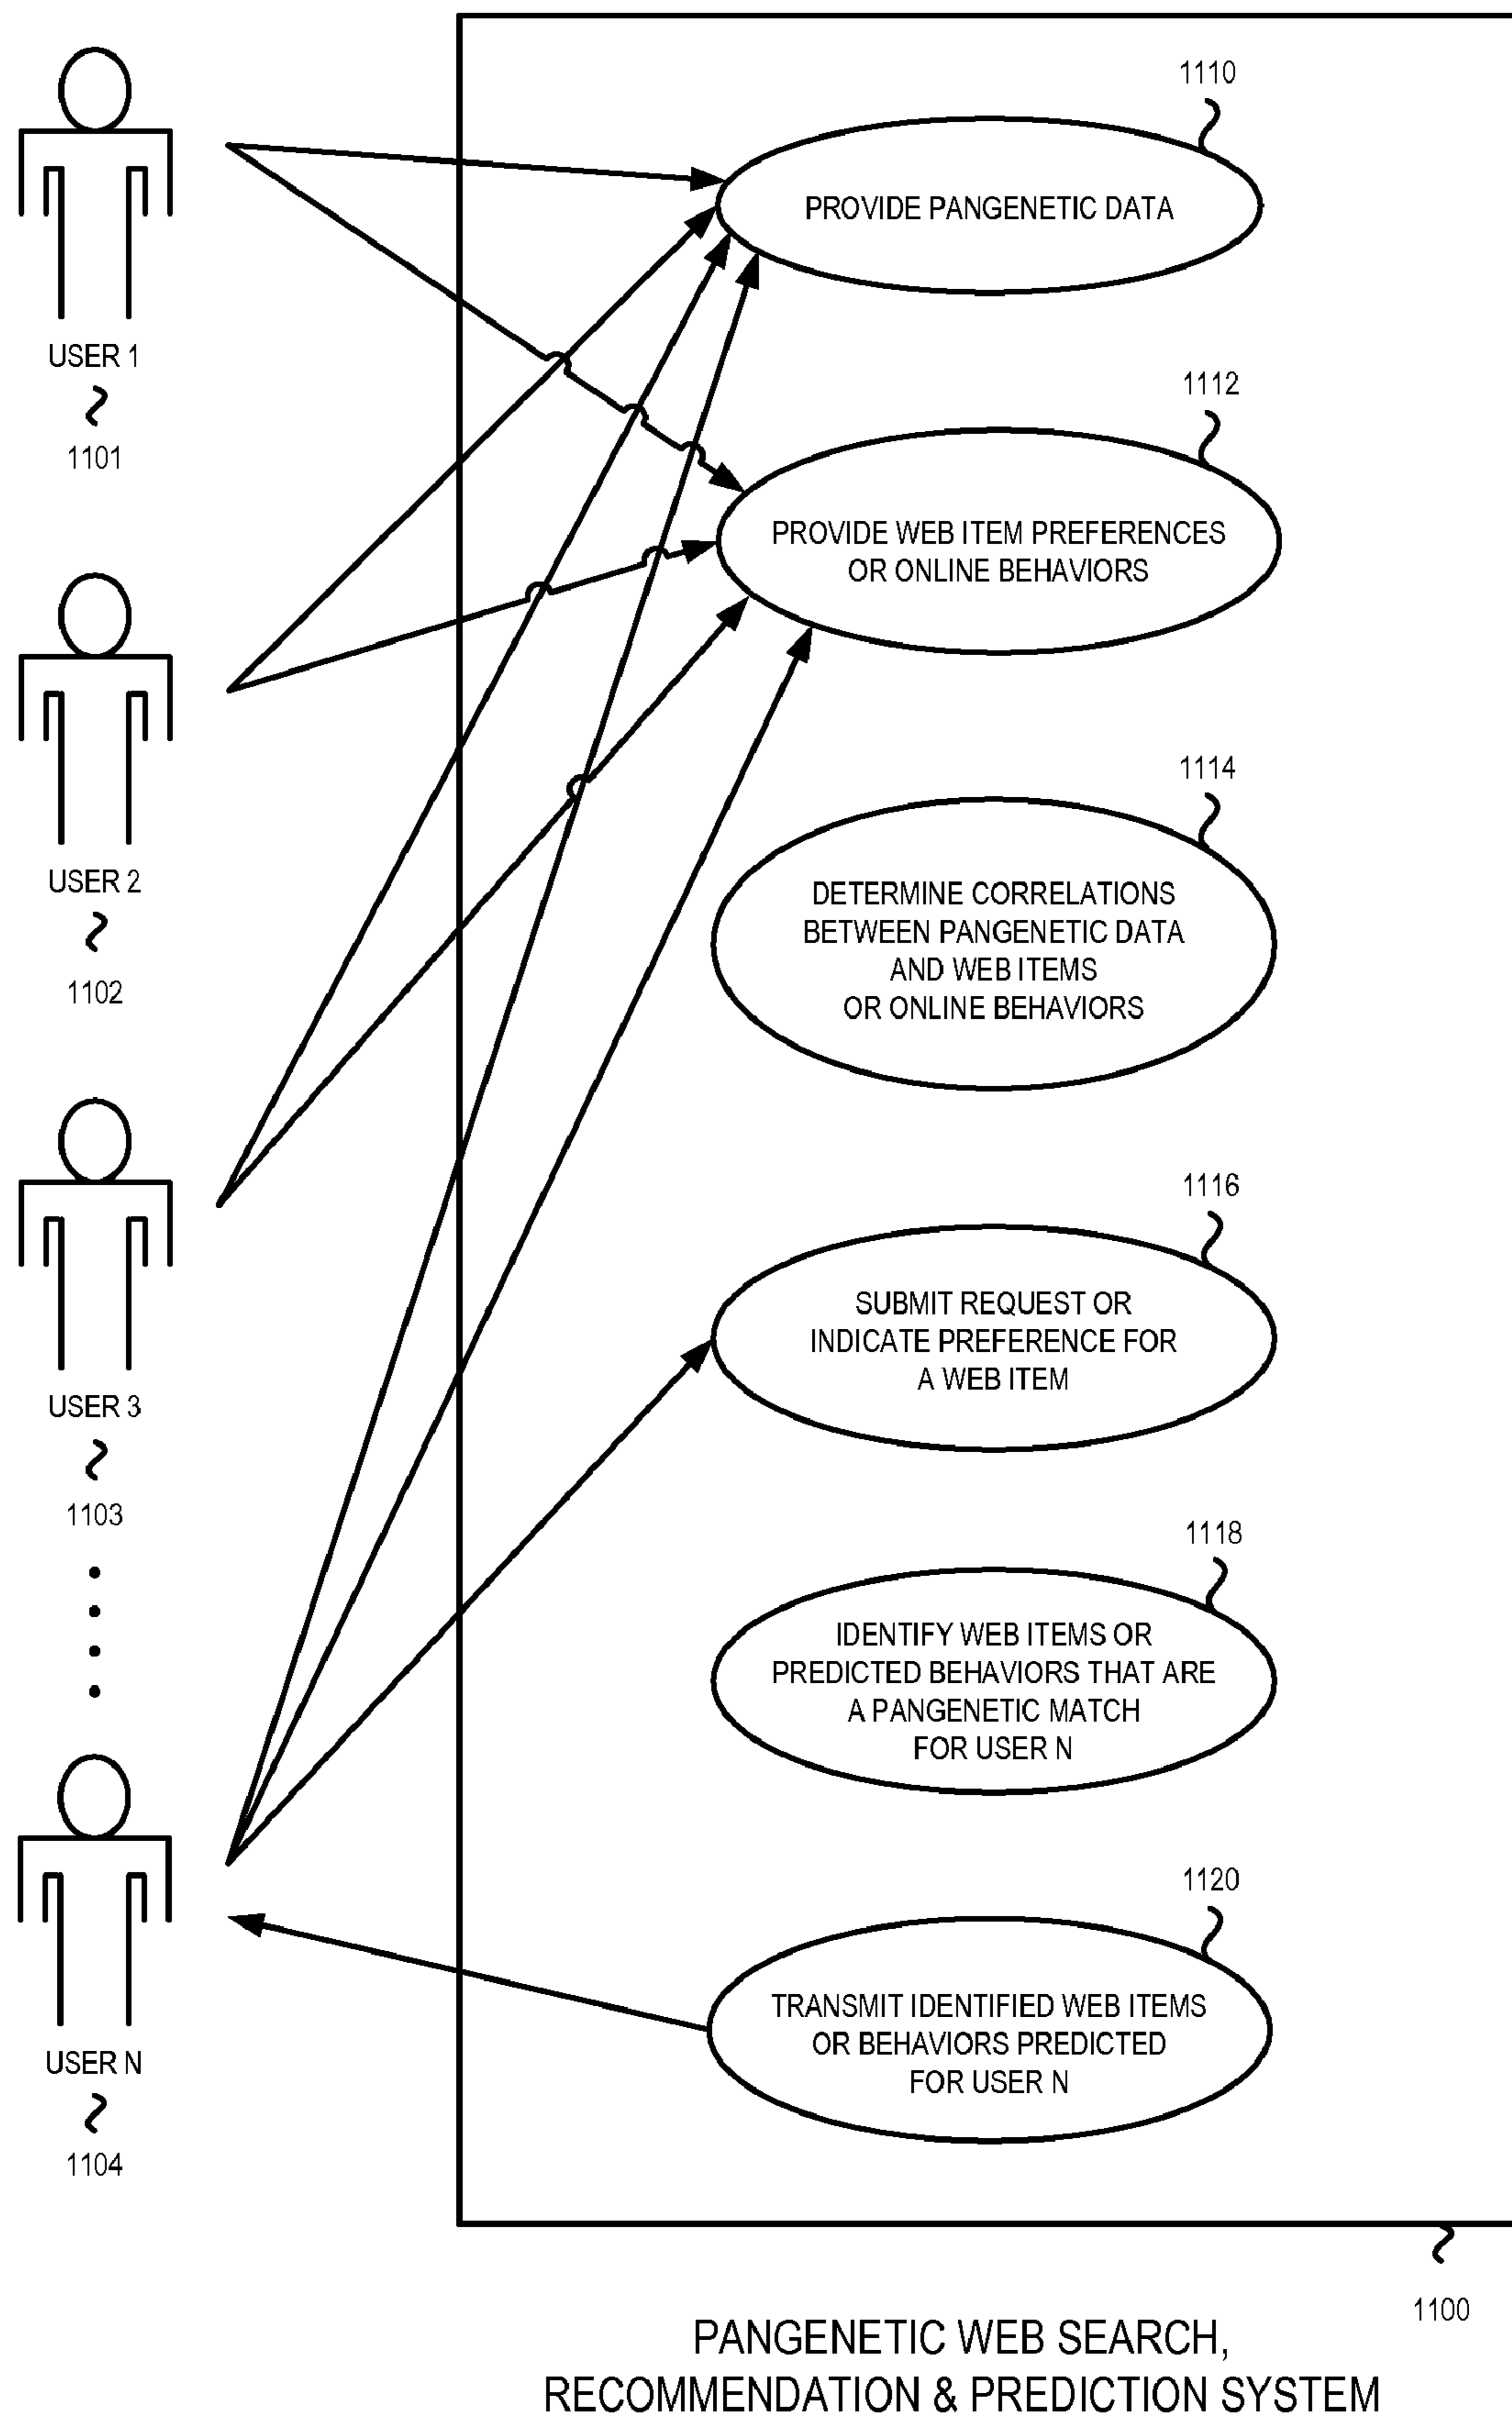 1110
PROVIDE PANGENETIC DATA
USER 1
1101
1112
PROVIDE WEB ITEM PREFERENCES
OR ONLINE BEHAVIORS
1114
DETERMINE CORRELATIONS
BETWEEN PANGENETIC DATA
AND WEB ITEMS
OR ONLINE BEHAVIORS
USER 2
1102
1116
SUBMIT REQUEST OR
INDICATE PREFERENCE FOR
A WEB ITEM
USER 3
1103
1118
IDENTIFY WEB ITEMS OR
PREDICTED BEHAVIORS THAT ARE
A PANGENETIC MATCH
FOR USER N
1120
TRANSMIT IDENTIFIED WEB ITEMS
OR BEHAVIORS PREDICTED
FOR USER N
USER N
1104
1100
PANGENETIC WEB SEARCH,
RECOMMENDATION & PREDICTION SYSTEM